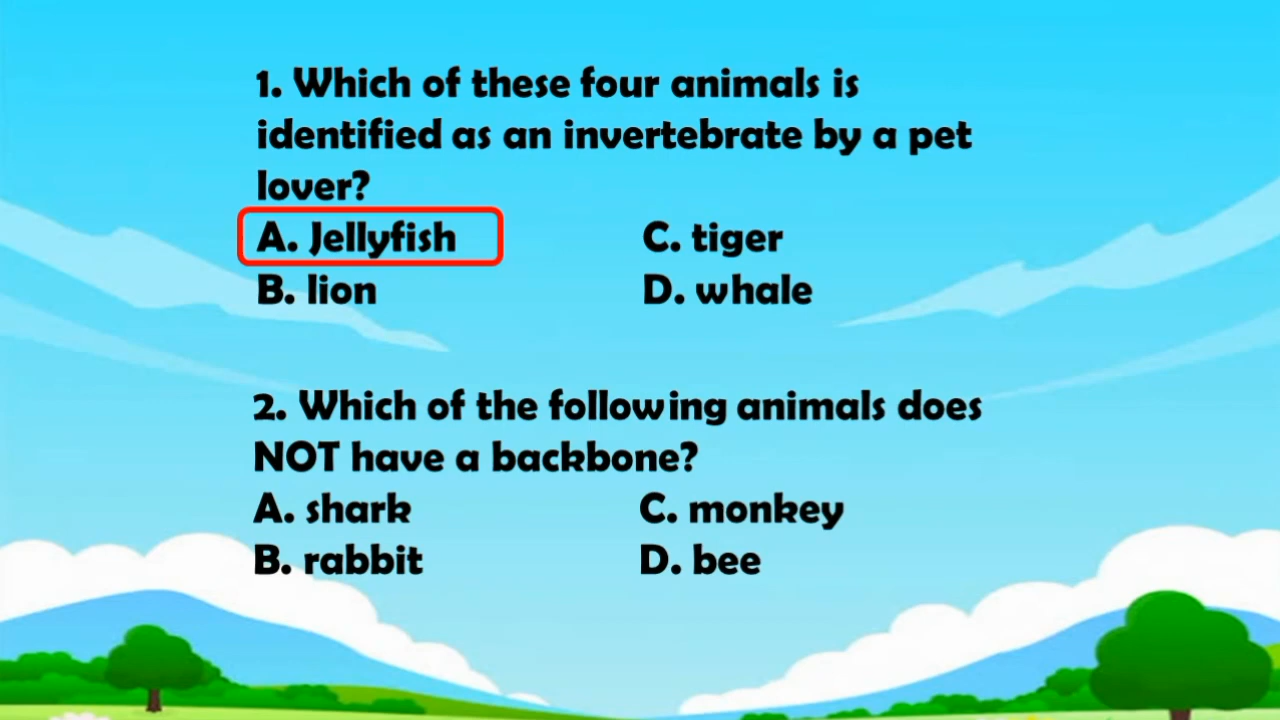 1. Which of these four animals is
identified as an invertebrate by a pet
lover?
A. Jellyfish C. tiger
B. lion D. whale
2. Which of the following animals does
NOT have a backbone?
A. shark C. monkey
B. rabbit D. bee